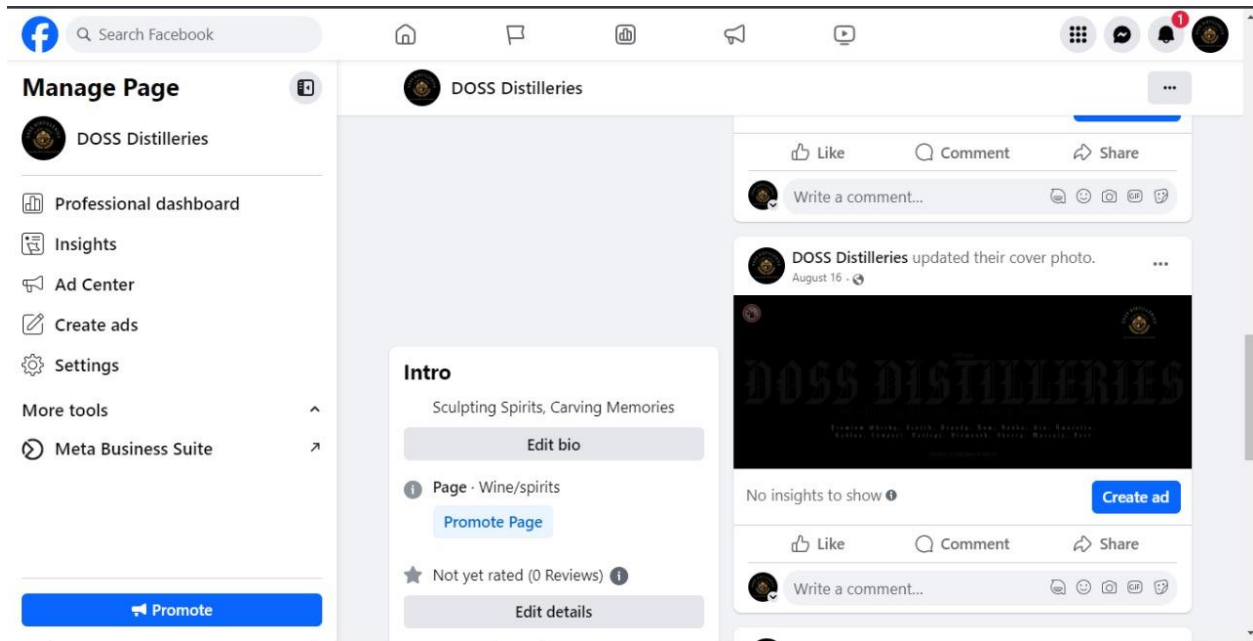 Search Facebook
1
Manage Page
DOSS Distilleries
Professional dashboard
Insights
Ad Center
Create ads
Settings
More tools
Meta Business Suite
Promote
DOSS Distilleries
Intro
Sculpting Spirits, Carving Memories
Edit bio
Page · Wine/spirits
Promote Page
Not yet rated (0 Reviews)
Edit details
Like Comment Share
Write a comment...
GIF
DOSS Distilleries updated their cover photo.
August 16 ·
DOSS DISTILLERIES
No insights to show
Create ad
Like Comment Share
Write a comment...
GIF